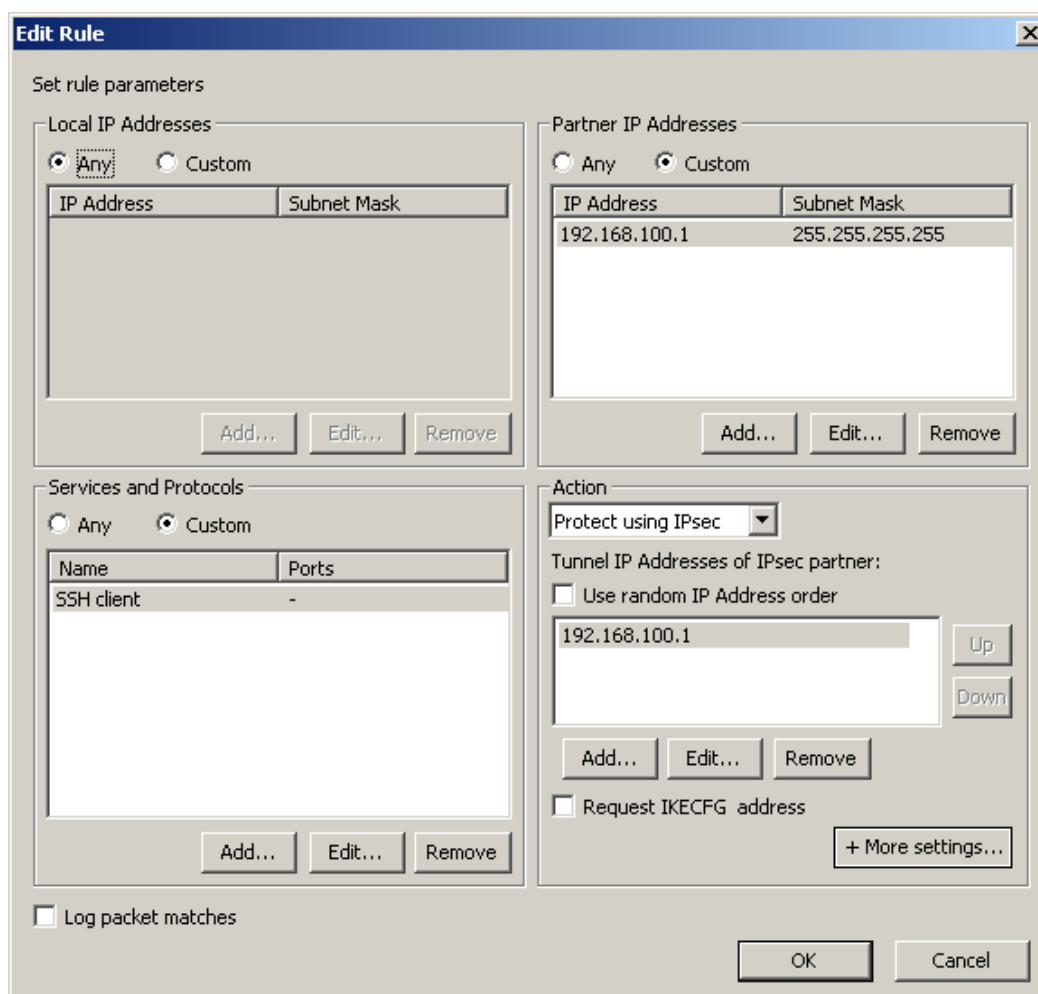 Edit Rule
Set rule parameters
Local IP Addresses
Any Custom
IP Address Subnet Mask
Add... Edit... Remove
Partner IP Addresses
Any Custom
IP Address Subnet Mask
192.168.100.1 255.255.255.255
Add... Edit... Remove
Services and Protocols
Any Custom
Name Ports
SSH client -
Add... Edit... Remove
Action
Protect using IPsec
Tunnel IP Addresses of IPsec partner:
Use random IP Address order
192.168.100.1
Up
Down
Add... Edit... Remove
Request IKECFG address
+ More settings...
Log packet matches
OK Cancel